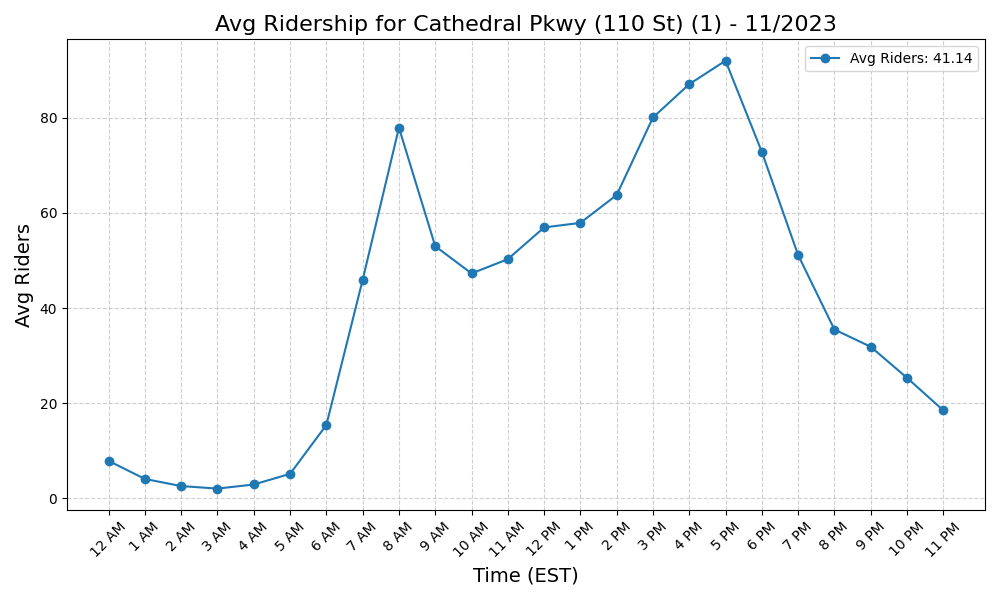 Avg Ridership for Cathedral Pkwy (110 St) (1) - 11/2023
Avg Riders: 41.14
Avg Riders
80
60
40
20
0
12 AM
1 AM
2 AM
3 AM
4 AM
5 AM
6 AM
7 AM
8 AM
9 AM
10 AM
11 AM
12 PM
1 PM
2 PM
3 PM
4 PM
5 PM
6 PM
7 PM
8 PM
9 PM
10 PM
11 PM
Time (EST)